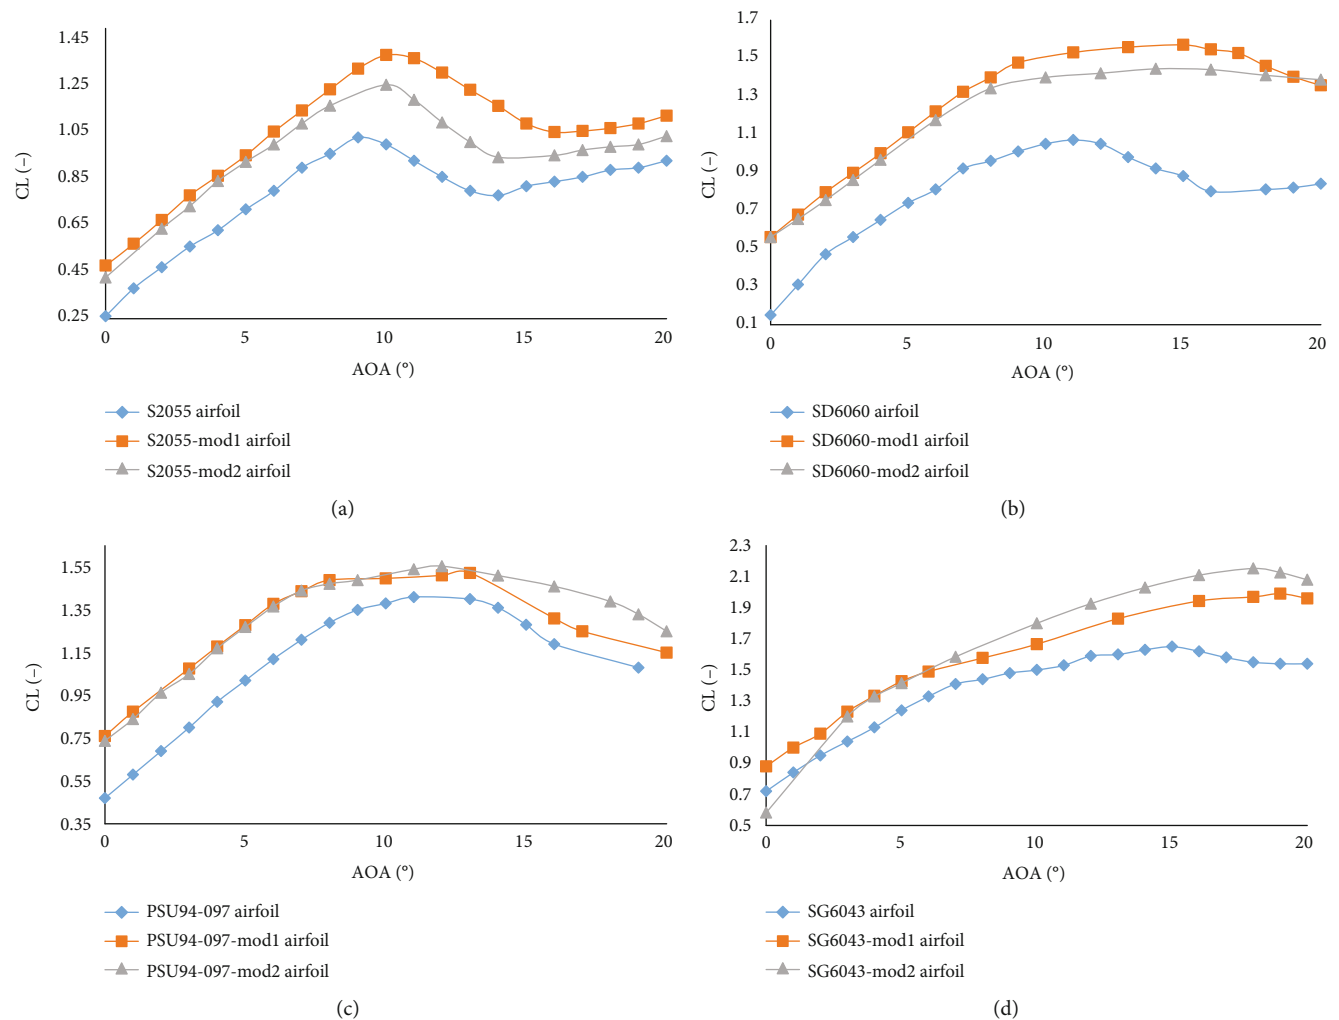 1.45
1.25
1.05
0.85
0.65
0.45
0.25
CL (–)
0 5 10 15 20
AOA (°)
S2055 airfoil
S2055-mod1 airfoil
S2055-mod2 airfoil
(a)
1.7
1.5
1.3
1.1
0.9
0.7
0.5
0.3
0.1
CL (–)
0 5 10 15 20
AOA (°)
SD6060 airfoil
SD6060-mod1 airfoil
SD6060-mod2 airfoil
(b)
1.55
1.35
1.15
0.95
0.75
0.55
0.35
CL (–)
0 5 10 15 20
AOA (°)
PSU94-097 airfoil
PSU94-097-mod1 airfoil
PSU94-097-mod2 airfoil
(c)
2.3
2.1
1.9
1.7
1.5
1.3
1.1
0.9
0.7
0.5
CL (–)
0 5 10 15 20
AOA (°)
SG6043 airfoil
SG6043-mod1 airfoil
SG6043-mod2 airfoil
(d)